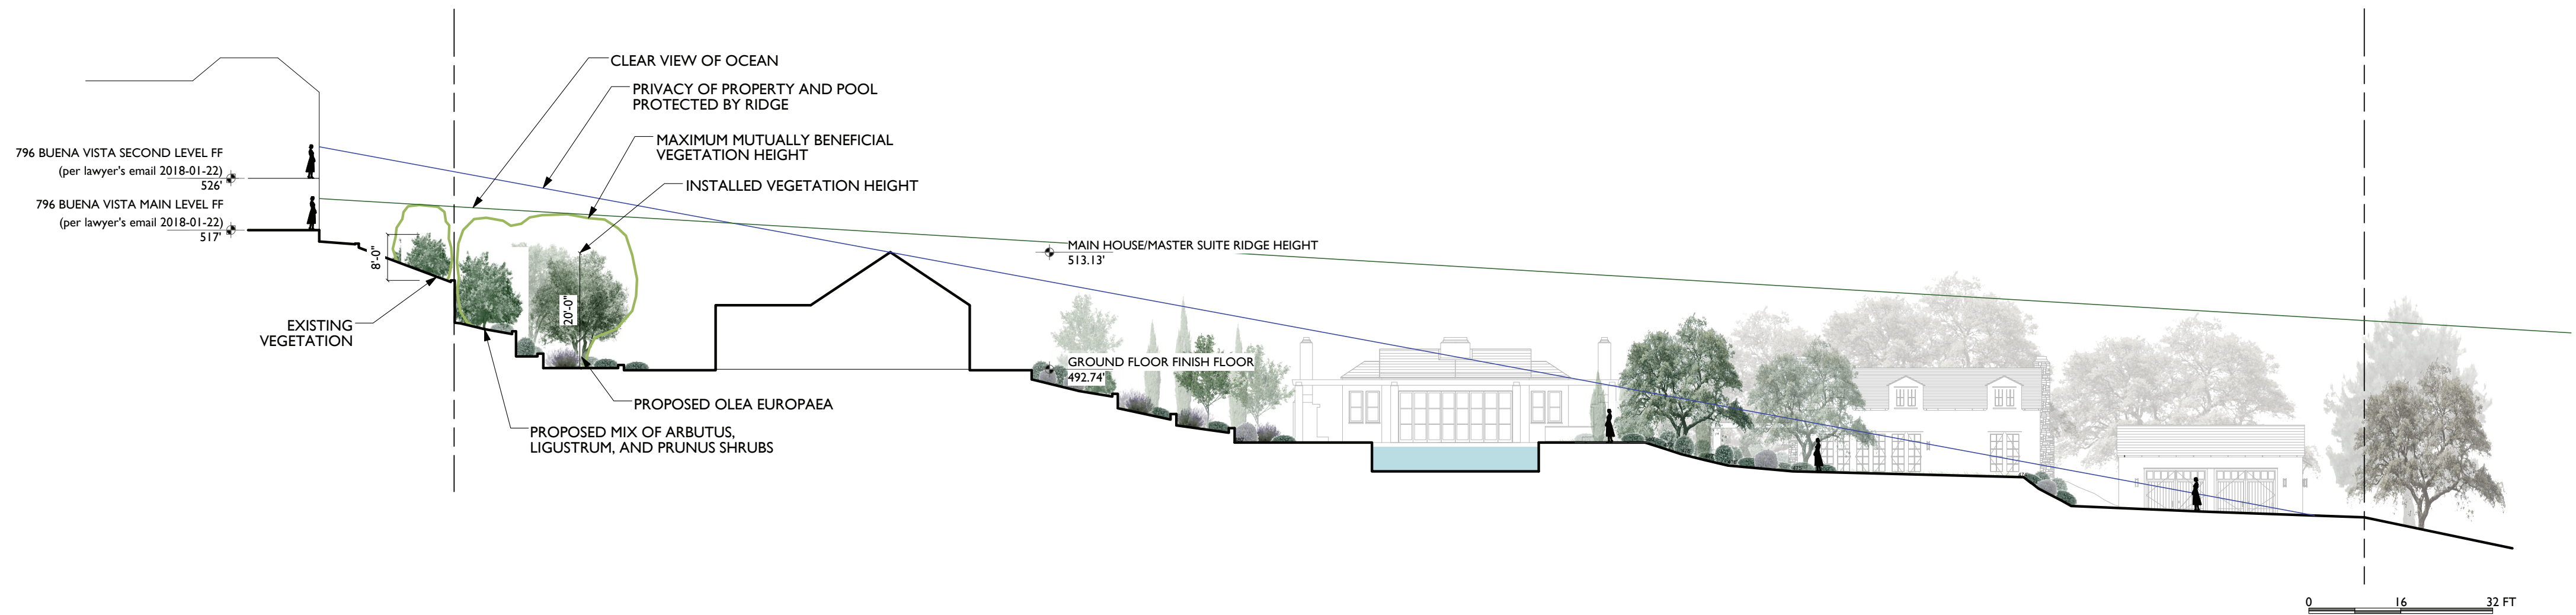 CLEAR VIEW OF OCEAN
PRIVACY OF PROPERTY AND POOL
PROTECTED BY RIDGE
MAXIMUM MUTUALLY BENEFICIAL
VEGETATION HEIGHT
INSTALLED VEGETATION HEIGHT
796 BUENA VISTA SECOND LEVEL FF
(per lawyer's email 2018-01-22)
526'
796 BUENA VISTA MAIN LEVEL FF
(per lawyer's email 2018-01-22)
517'
8'-0"
MAIN HOUSE/MASTER SUITE RIDGE HEIGHT
513.13'
20'-0"
EXISTING
VEGETATION
GROUND FLOOR FINISH FLOOR
492.74'
PROPOSED OLEA EUROPAEA
PROPOSED MIX OF ARBUTUS,
LIGUSTRUM, AND PRUNUS SHRUBS
0 16 32 FT